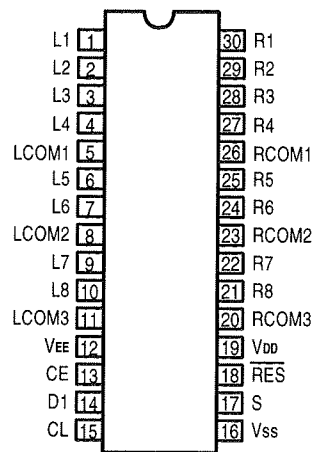 L1 1 30 R1
L2 2 29 R2
L3 3 28 R3
L4 4 27 R4
LCOM1 5 26 RCOM1
L5 6 25 R5
L6 7 24 R6
LCOM2 8 23 RCOM2
L7 9 22 R7
L8 10 21 R8
LCOM3 11 20 RCOM3
VEE 12 19 VDD
CE 13 18 R̅E̅S̅
D1 14 17 S
CL 15 16 Vss